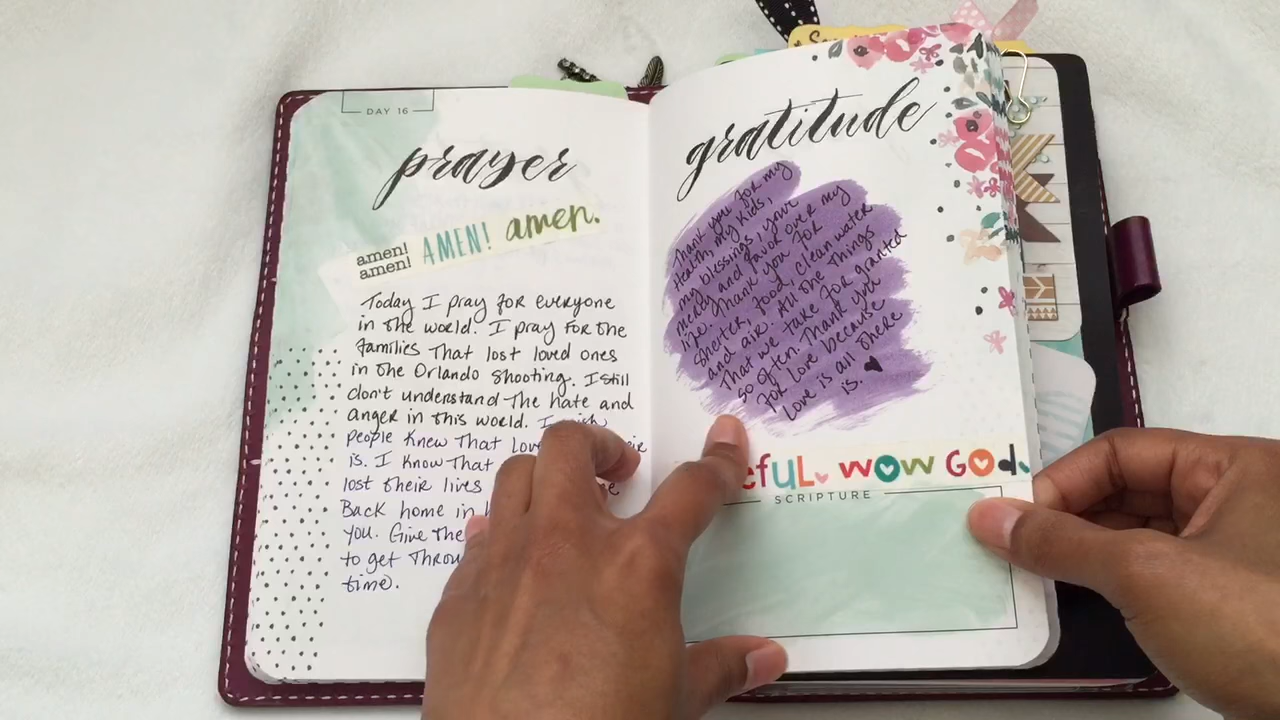 DAY 16
prayer
amen! AMEN! amen.
amen!
Today I pray for everyone
in the world. I pray for the
families That lost loved ones
in the Orlando shooting. I still
don't understand The hate and
anger in this world. I wish
people knew That Love
is. I know That
lost their lives
Back home in
you. Give The
to get Throu
time.
gratitude
Thank you for my
Health, my kids,
my blessings, your
mercy and favor over my
life. Thank you for
shelter, food, clean water
and air. All the Things
That we take for granted
so often. Thank you
for Love because
Love is all there
is.
eful. wow God.
SCRIPTURE